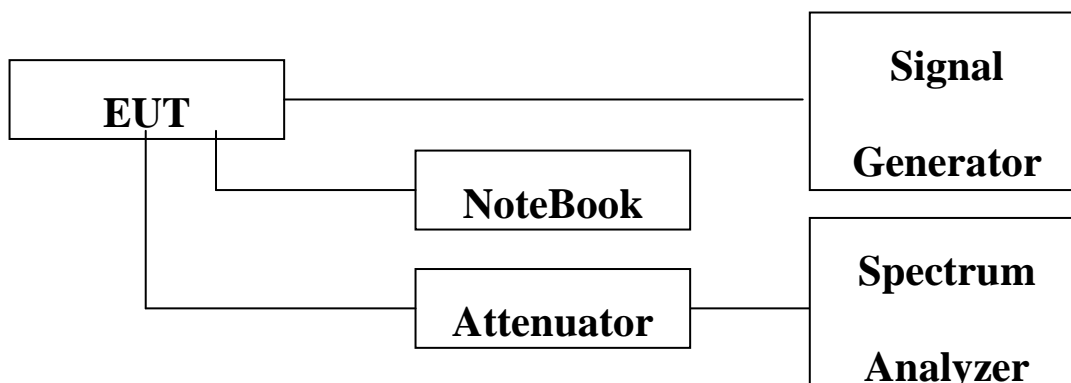 EUT
Signal
Generator
NoteBook
Attenuator
Spectrum
Analyzer